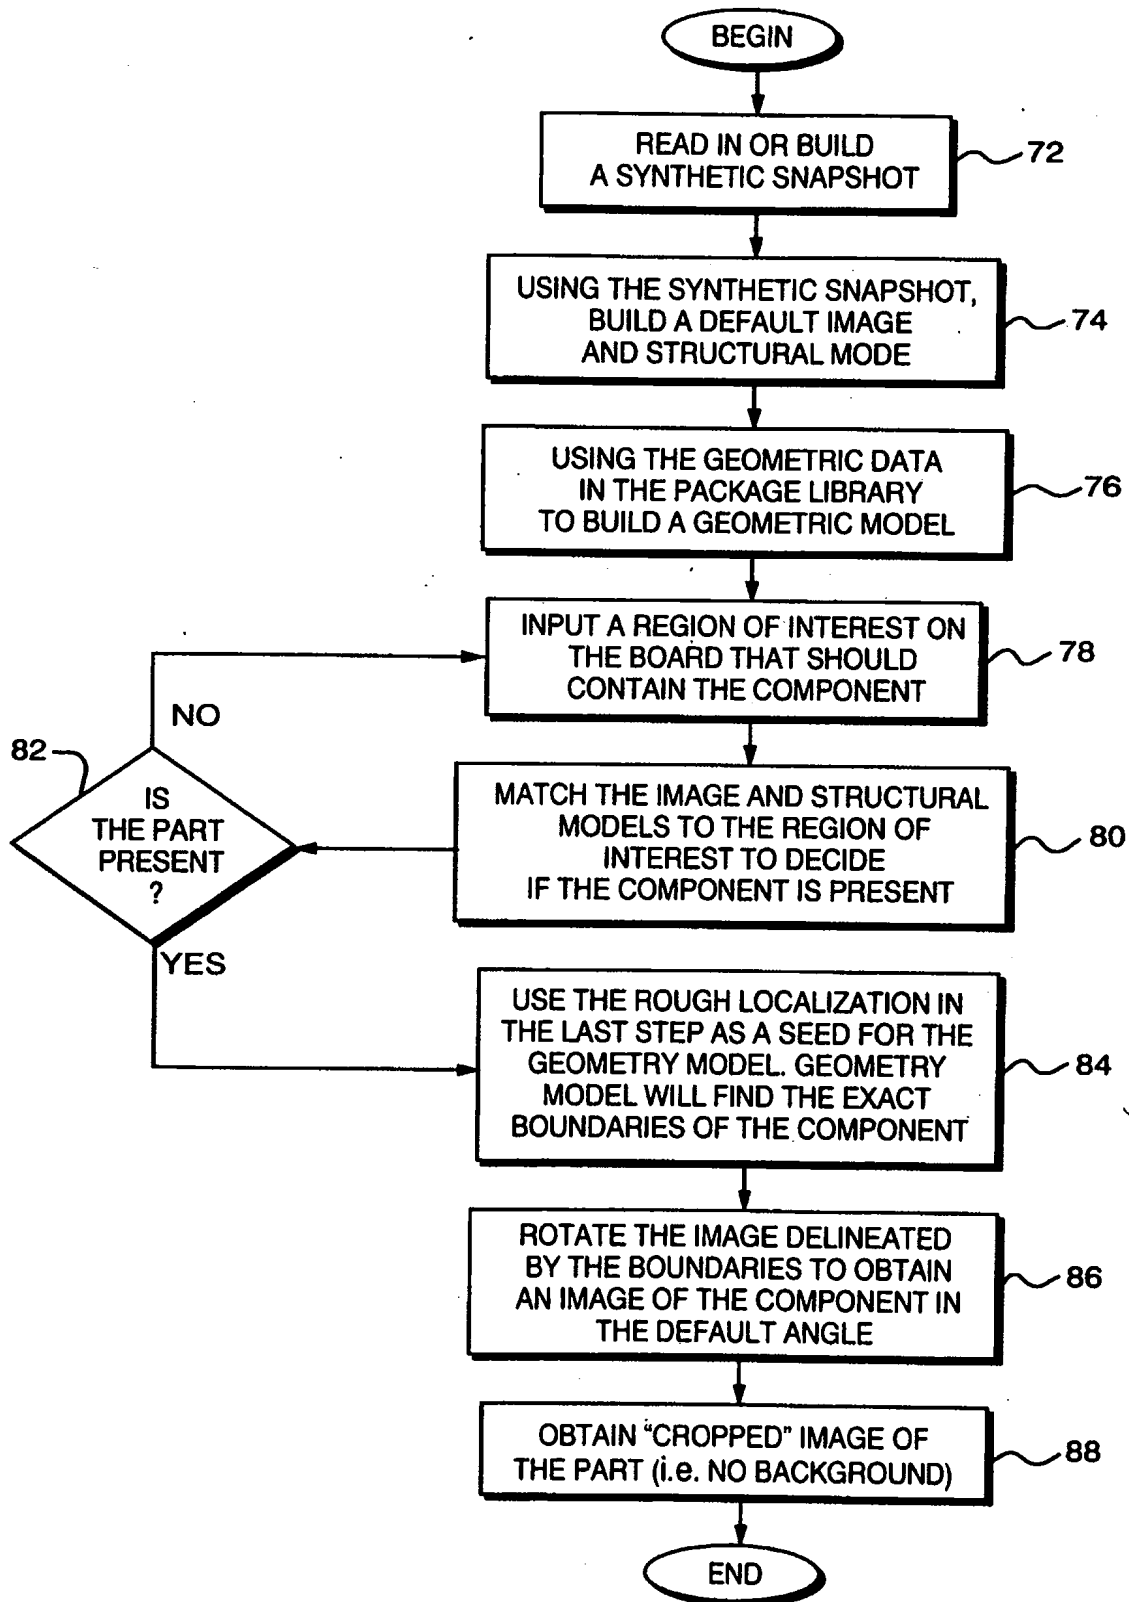 BEGIN
READ IN OR BUILD
A SYNTHETIC SNAPSHOT
72
USING THE SYNTHETIC SNAPSHOT,
BUILD A DEFAULT IMAGE
AND STRUCTURAL MODE
74
USING THE GEOMETRIC DATA
IN THE PACKAGE LIBRARY
TO BUILD A GEOMETRIC MODEL
76
INPUT A REGION OF INTEREST ON
THE BOARD THAT SHOULD
CONTAIN THE COMPONENT
78
MATCH THE IMAGE AND STRUCTURAL
MODELS TO THE REGION OF
INTEREST TO DECIDE
IF THE COMPONENT IS PRESENT
80
NO
82
IS
THE PART
PRESENT
?
YES
USE THE ROUGH LOCALIZATION IN
THE LAST STEP AS A SEED FOR THE
GEOMETRY MODEL. GEOMETRY
MODEL WILL FIND THE EXACT
BOUNDARIES OF THE COMPONENT
84
ROTATE THE IMAGE DELINEATED
BY THE BOUNDARIES TO OBTAIN
AN IMAGE OF THE COMPONENT IN
THE DEFAULT ANGLE
86
OBTAIN “CROPPED” IMAGE OF
THE PART (i.e. NO BACKGROUND)
88
END